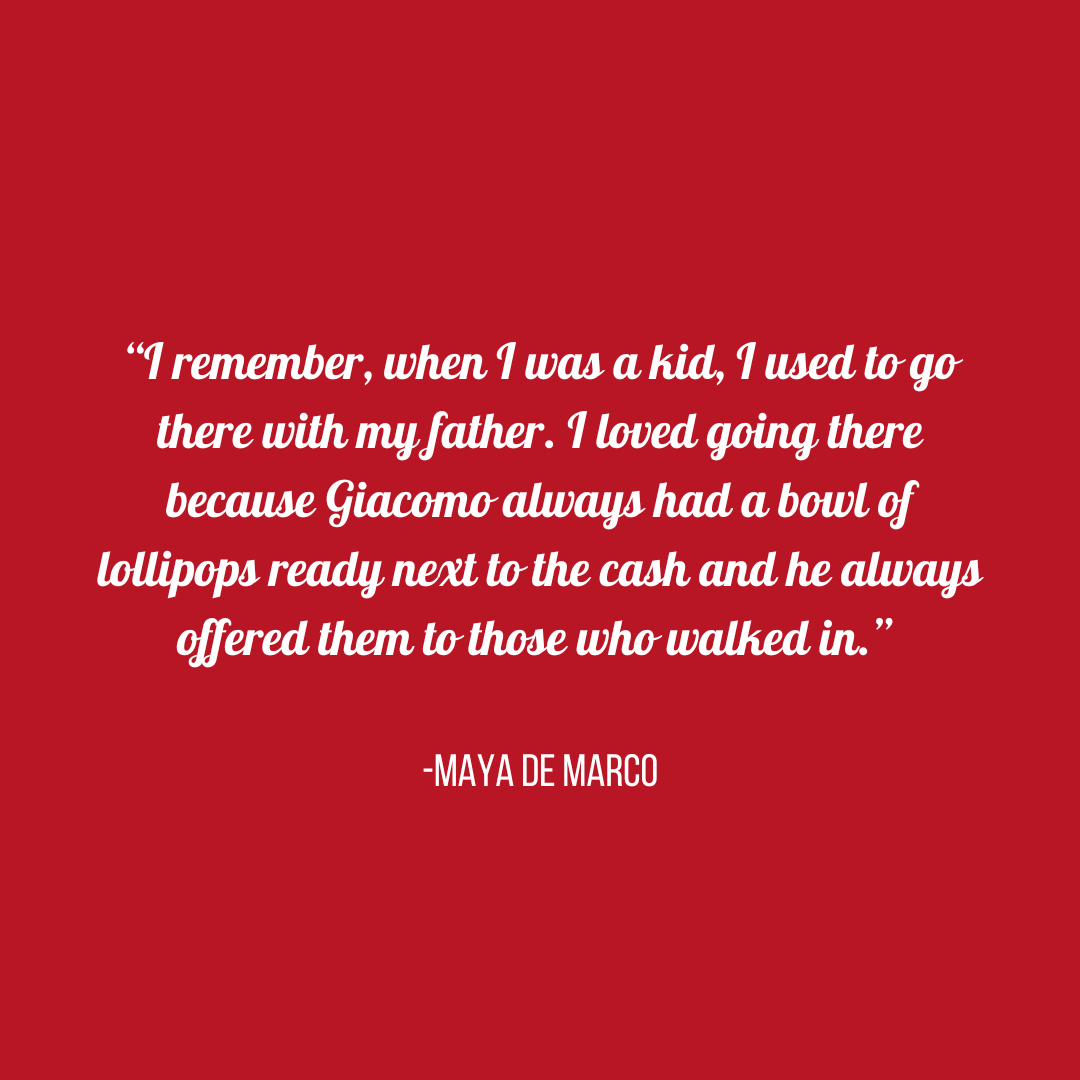 “I remember, when I was a kid, I used to go
there with my father. I loved going there
because Giacomo always had a bowl of
lollipops ready next to the cash and he always
offered them to those who walked in.”
-MAYA DE MARCO